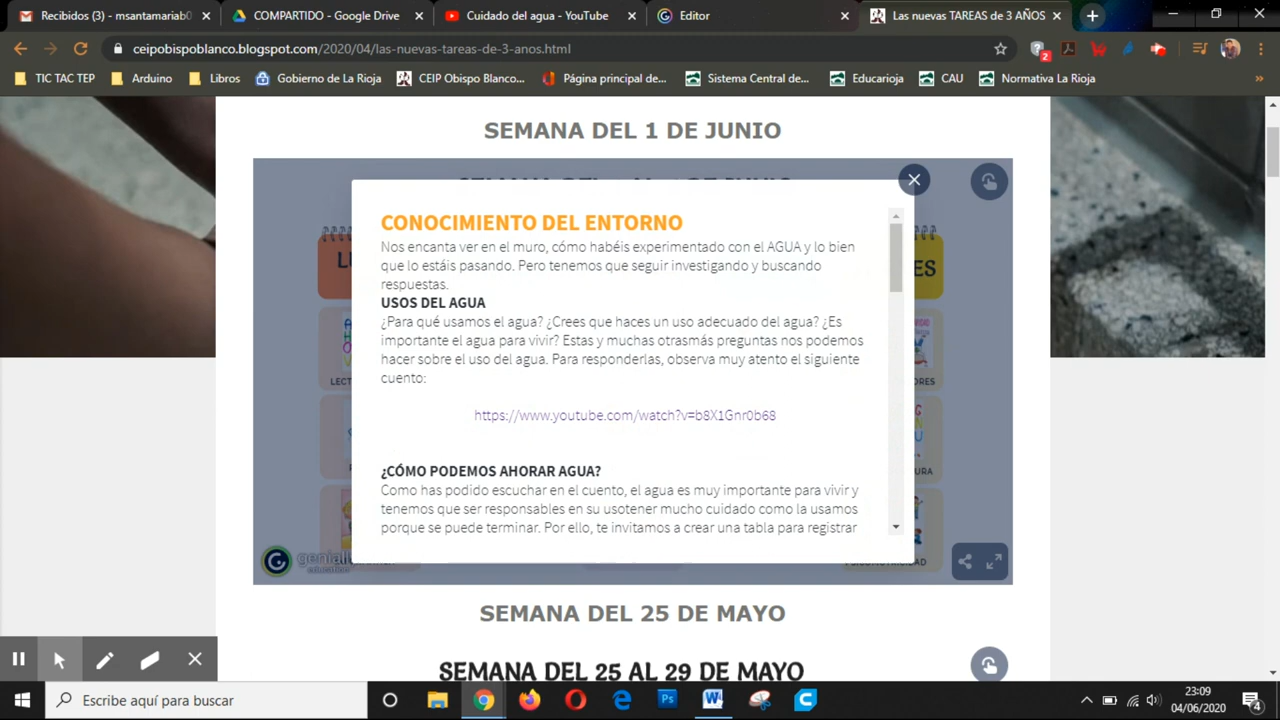 Recibidos (3) - msantamariab0
COMPARTIDO - Google Drive
Cuidado del agua - YouTube
Editor
Las nuevas TAREAS de 3 AÑOS
ceipobispoblanco.blogspot.com/2020/04/las-nuevas-tareas-de-3-anos.html
2
TIC TAC TEP
Arduino
Libros
Gobierno de La Rioja
CEIP Obispo Blanco...
Página principal de...
Sistema Central de...
Educarioja
CAU
Normativa La Rioja
»
SEMANA DEL 1 DE JUNIO
CONOCIMIENTO DEL ENTORNO
Nos encanta ver en el muro, cómo habéis experimentado con el AGUA y lo bien
que lo estáis pasando. Pero tenemos que seguir investigando y buscando
respuestas.
USOS DEL AGUA
¿Para qué usamos el agua? ¿Crees que haces un uso adecuado del agua? ¿Es
importante el agua para vivir? Estas y muchas otrasmás preguntas nos podemos
hacer sobre el uso del agua. Para responderlas, observa muy atento el siguiente
cuento:
https://www.youtube.com/watch?v=b8X1Gnr0b68
¿CÓMO PODEMOS AHORAR AGUA?
Como has podido escuchar en el cuento, el agua es muy importante para vivir y
tenemos que ser responsables en su usotener mucho cuidado como la usamos
porque se puede terminar. Por ello, te invitamos a crear una tabla para registrar
genially
education
SEMANA DEL 25 DE MAYO
SEMANA DEL 25 AL 29 DE MAYO
Escribe aquí para buscar
23:09
04/06/2020
4